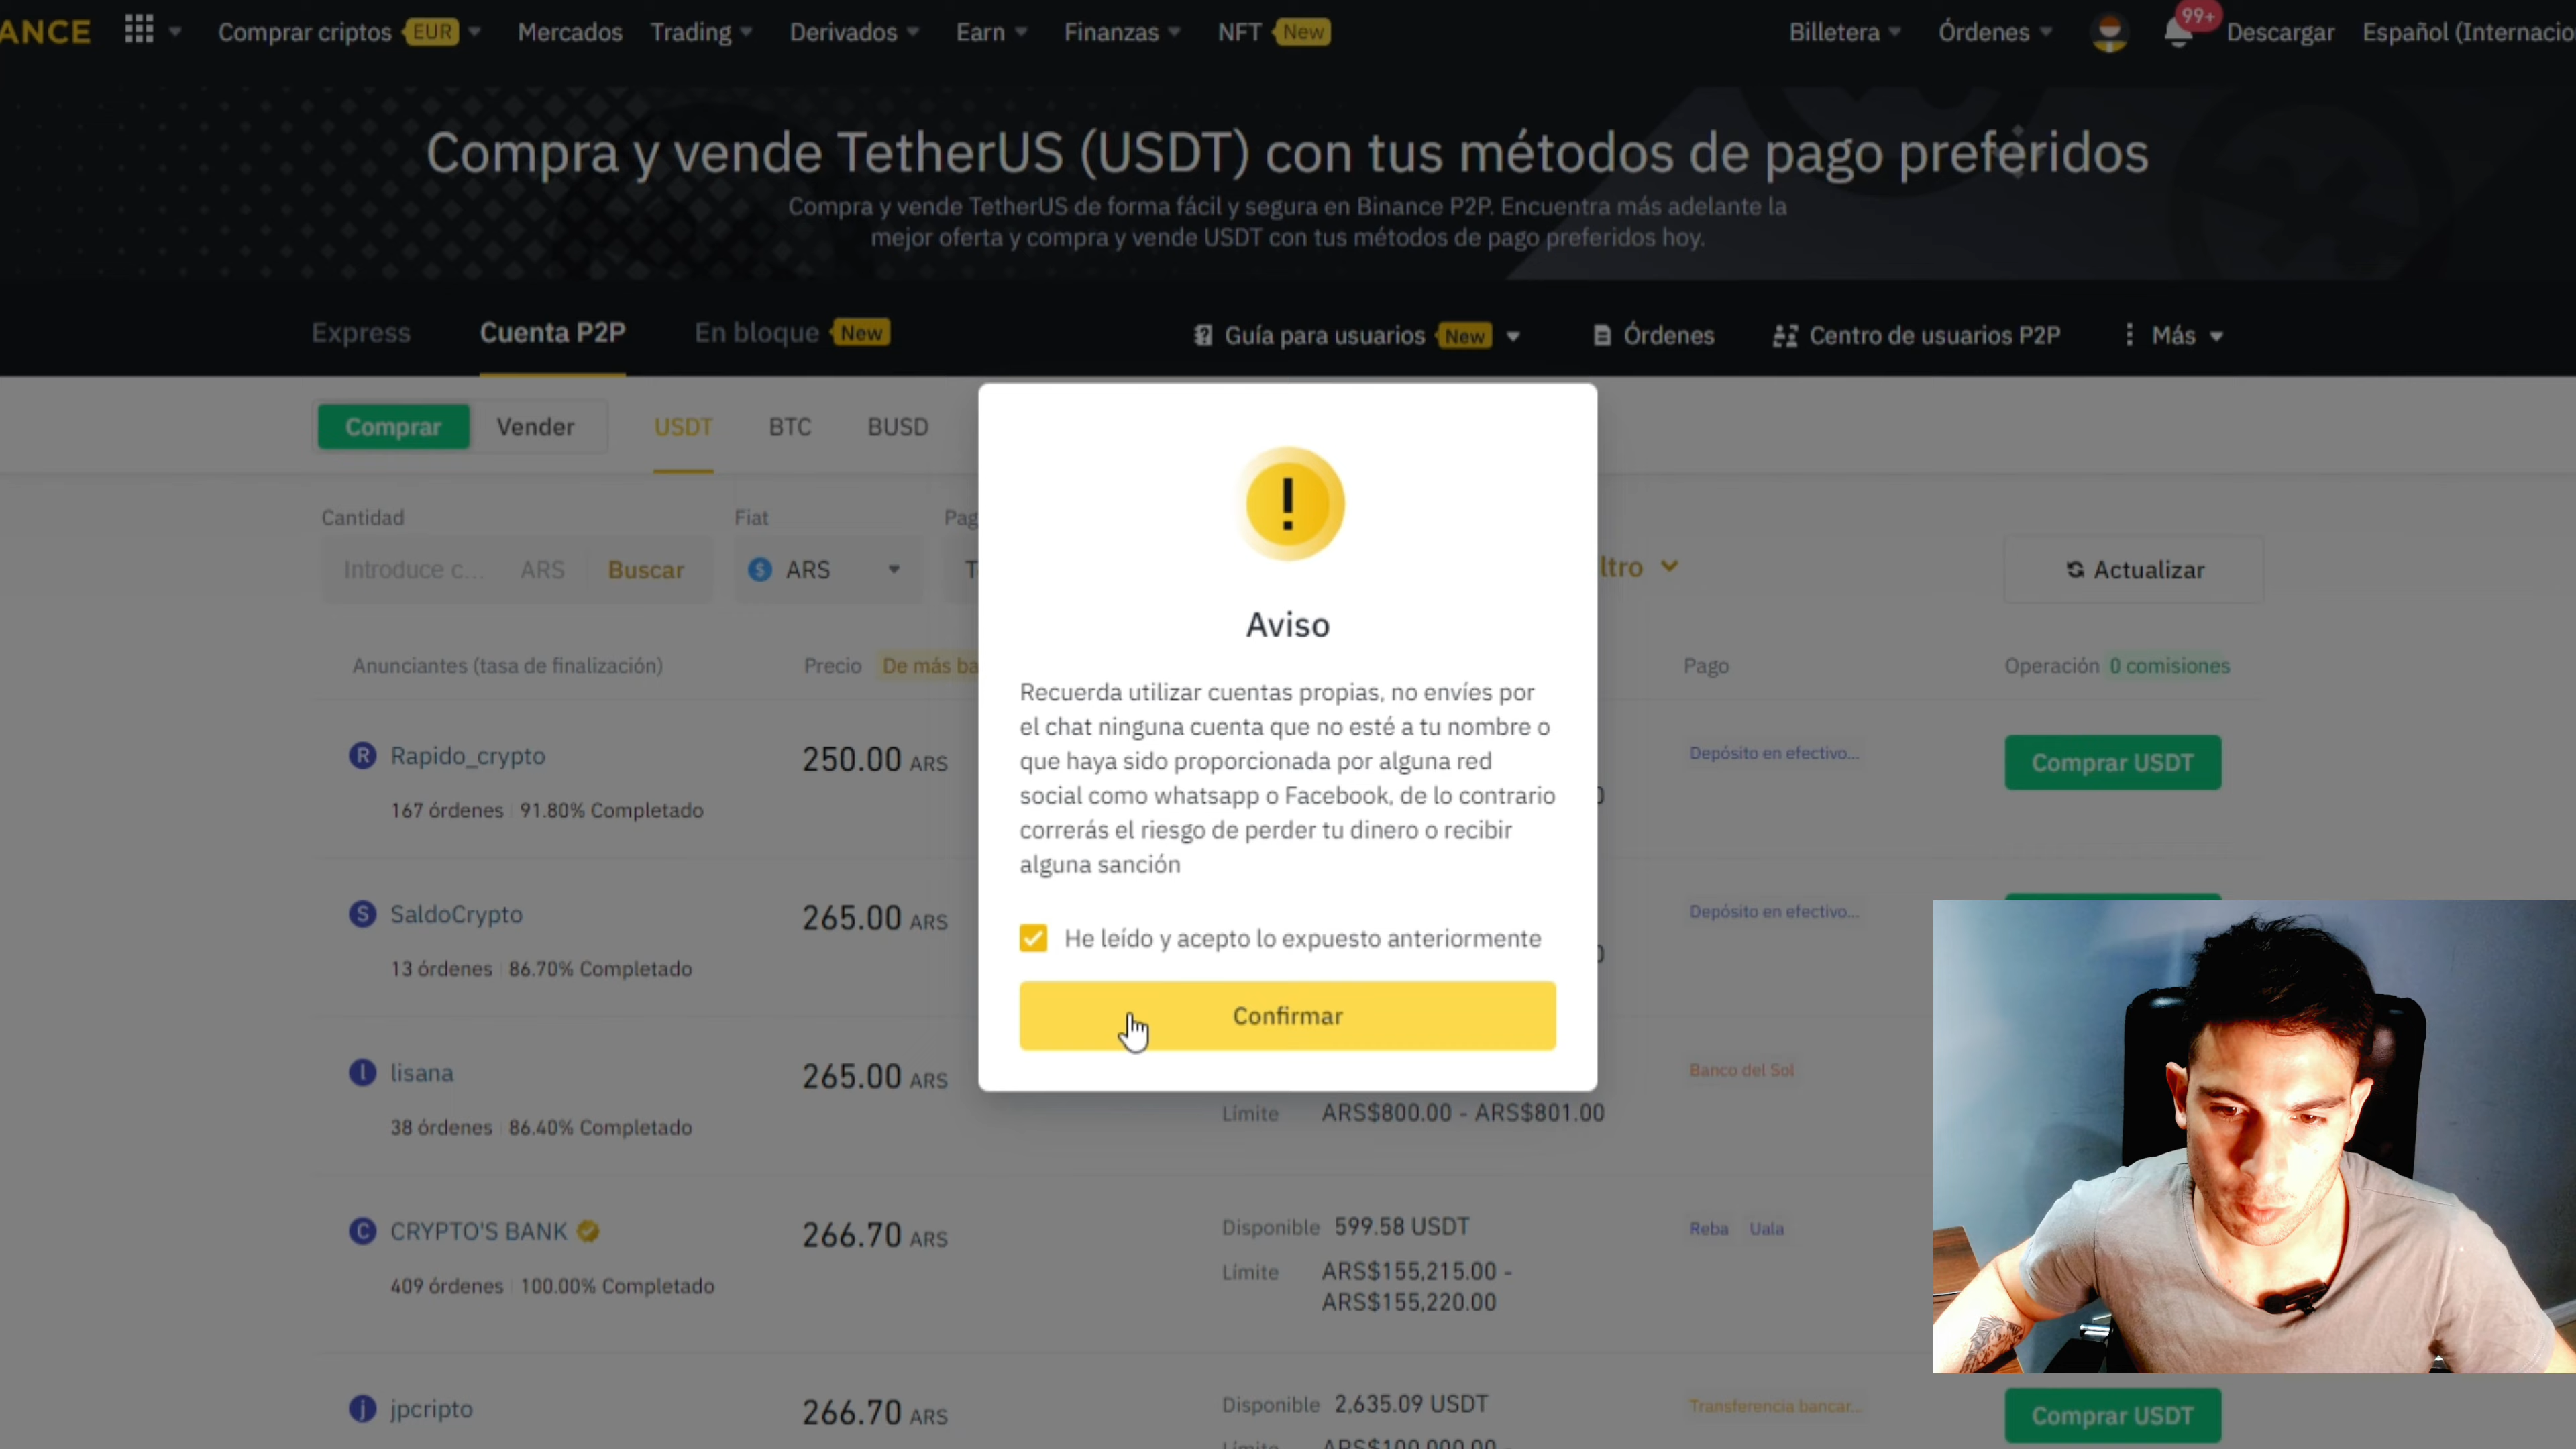 ANCE
Comprar criptos EUR
Mercados
Trading
Derivados
Earn
Finanzas
NFT New
Billetera
Órdenes
99+
Descargar
Español
Compra y vende TetherUS (USDT) con tus métodos de pago preferidos
Compra y vende TetherUS de forma fácil y segura en Binance P2P. Encuentra más adelante la
mejor oferta y compra y vende USDT con tus métodos de pago preferidos hoy.
Express
Cuenta P2P
En bloque New
Guía para usuarios New
Órdenes
Centro de usuarios P2P
Más
Comprar
Vender
USDT
BTC
BUSD
Cantidad
Fiat
Introduce c... ARS Buscar
ARS
Actualizar
Anunciantes (tasa de finalización)
Precio
De más
Pago
Operación 0 comisiones
!
Aviso
Recuerda utilizar cuentas propias, no envíes por
el chat ninguna cuenta que no esté a tu nombre o
que haya sido proporcionada por alguna red
social como whatsapp o Facebook, de lo contrario
correrás el riesgo de perder tu dinero o recibir
alguna sanción
He leído y acepto lo expuesto anteriormente
Confirmar
R Rapido_crypto
250.00 ARS
Depósito en efectivo...
Comprar USDT
167 órdenes 91.80% Completado
S SaldoCrypto
265.00 ARS
Depósito en efectivo...
13 órdenes 86.70% Completado
l lisana
265.00 ARS
Banco del Sol
38 órdenes 86.40% Completado
Límite ARS$800.00 - ARS$801.00
C CRYPTO'S BANK
266.70 ARS
Disponible 599.58 USDT
Reba Uala
409 órdenes 100.00% Completado
Límite ARS$155,215.00 -
ARS$155,220.00
j jpcripto
266.70 ARS
Disponible 2,635.09 USDT
Transferencia bancar...
Comprar USDT